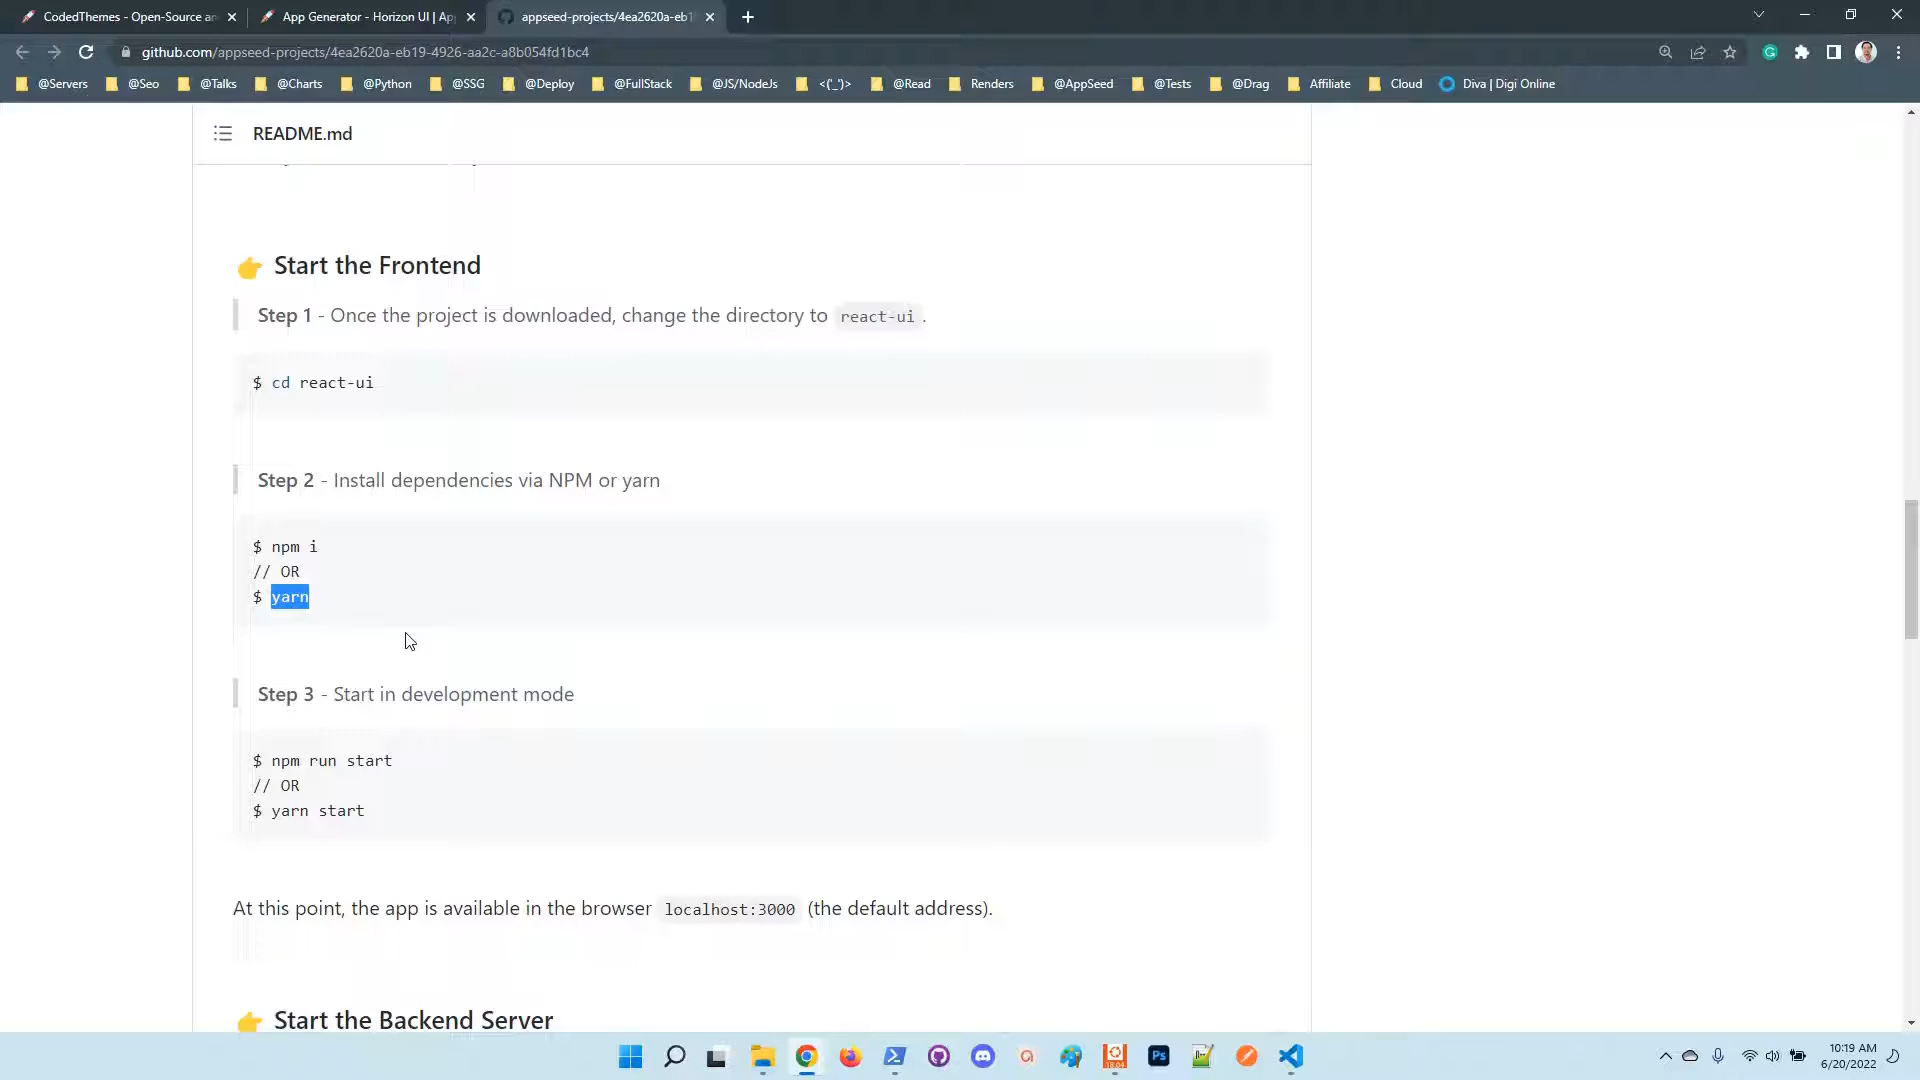 CodedThemes - Open-Source an
App Generator - Horizon UI | Ap
appseed-projects/4ea2620a-eb1
github.com/appseed-projects/4ea2620a-eb19-4926-aa2c-a8b054fd1bc4
@Servers @Seo @Talks @Charts @Python @SSG @Deploy @FullStack @JS/NodeJs <('_')> @Read Renders @AppSeed @Tests @Drag Affiliate Cloud Diva | Digi Online
README.md
Start the Frontend
Step 1 - Once the project is downloaded, change the directory to react-ui .
$ cd react-ui
Step 2 - Install dependencies via NPM or yarn
$ npm i
// OR
$ yarn
Step 3 - Start in development mode
$ npm run start
// OR
$ yarn start
At this point, the app is available in the browser localhost:3000 (the default address).
Start the Backend Server
Ps
18.04
10:19 AM
6/20/2022